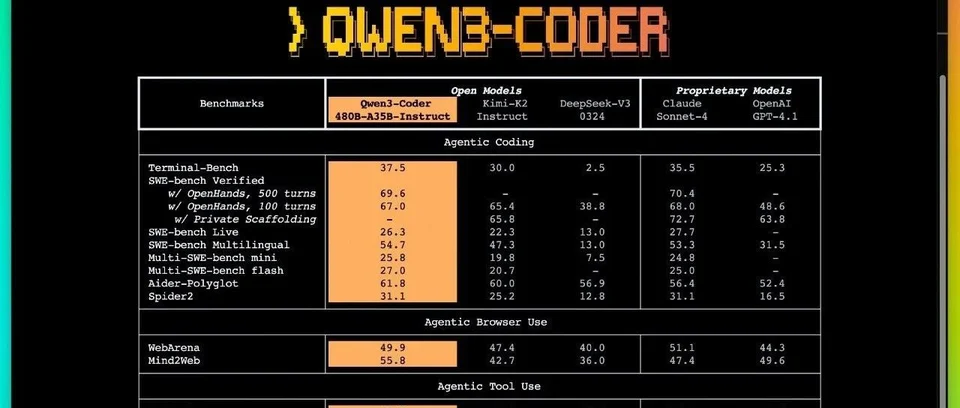 ❭ QWEN3-CODER
Open Models Proprietary Models
Benchmarks Qwen3-Coder Kimi-K2 DeepSeek-V3 Claude OpenAI
480B-A35B-Instruct Instruct 0324 Sonnet-4 GPT-4.1
Agentic Coding
Terminal-Bench 37.5 30.0 2.5 35.5 25.3
SWE-bench Verified
w/ OpenHands, 500 turns 69.6 – – 70.4 –
w/ OpenHands, 100 turns 67.0 65.4 38.8 68.0 48.6
w/ Private Scaffolding – 65.8 – 72.7 63.8
SWE-bench Live 26.3 22.3 13.0 27.7 –
SWE-bench Multilingual 54.7 47.3 13.0 53.3 31.5
Multi-SWE-bench mini 25.8 19.8 7.5 24.8 –
Multi-SWE-bench flash 27.0 20.7 – 25.0 –
Aider-Polyglot 61.8 60.0 56.9 56.4 52.4
Spider2 31.1 25.2 12.8 31.1 16.5
Agentic Browser Use
WebArena 49.9 47.4 40.0 51.1 44.3
Mind2Web 55.8 42.7 36.0 47.4 49.6
Agentic Tool Use